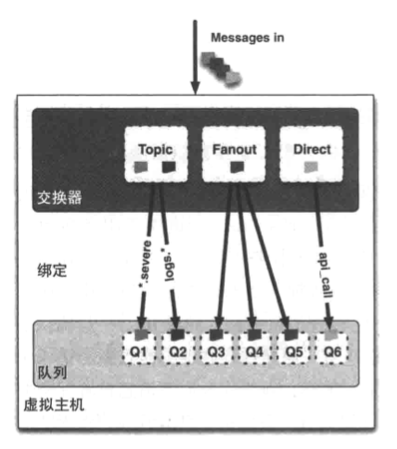 Messages in
Topic
Fanout
Direct
交换器
绑定
*.severe
logs.*
api_call
Q1
Q2
Q3
Q4
Q5
Q6
队列
虚拟主机